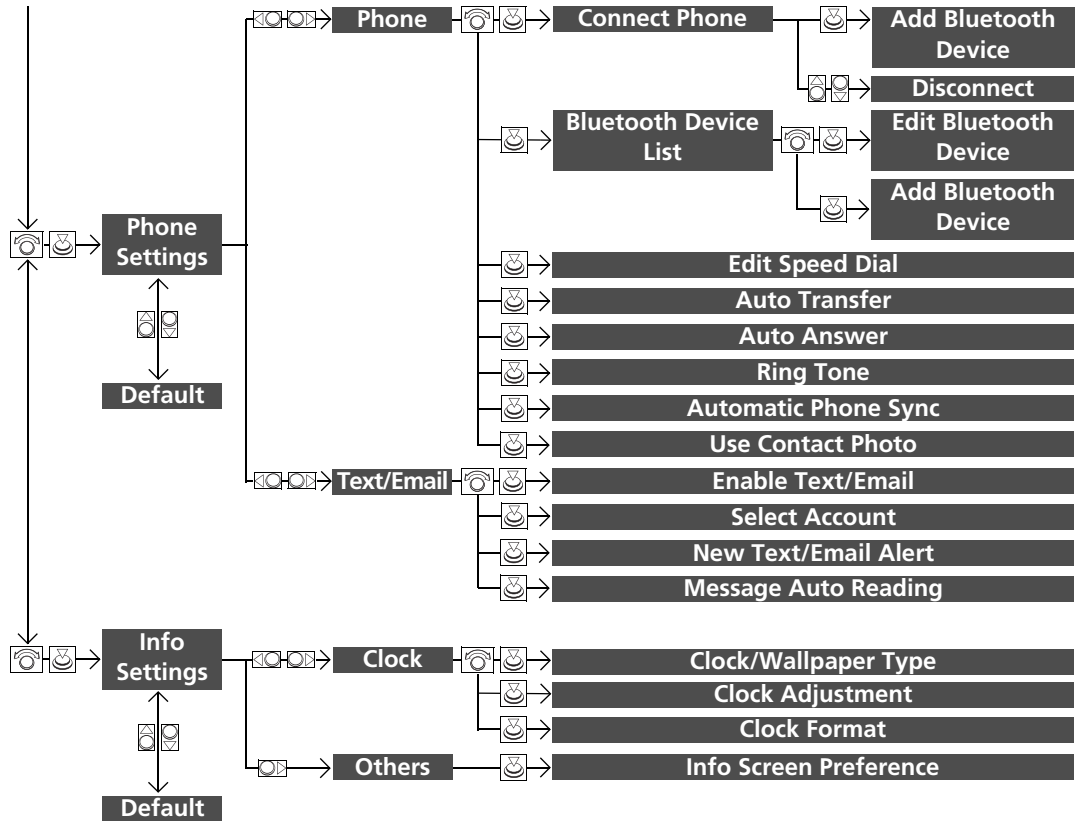 Phone
Connect Phone
Add Bluetooth
Device
Disconnect
Bluetooth Device
List
Edit Bluetooth
Device
Add Bluetooth
Device
Phone
Settings
Default
Edit Speed Dial
Auto Transfer
Auto Answer
Ring Tone
Automatic Phone Sync
Use Contact Photo
Text/Email
Enable Text/Email
Select Account
New Text/Email Alert
Message Auto Reading
Info
Settings
Default
Clock
Clock/Wallpaper Type
Clock Adjustment
Clock Format
Others
Info Screen Preference